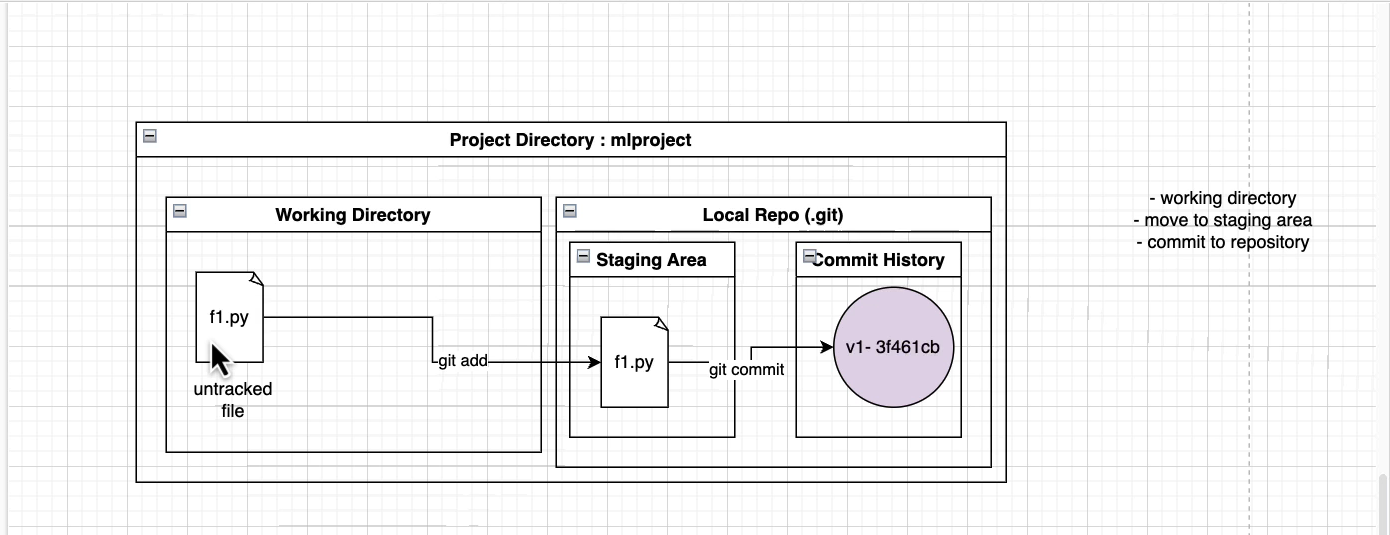 Project Directory : mlproject
Working Directory
Local Repo (.git)
- working directory
- move to staging area
- commit to repository
Staging Area
Commit History
f1.py
untracked
file
git add
f1.py
git commit
v1- 3f461cb